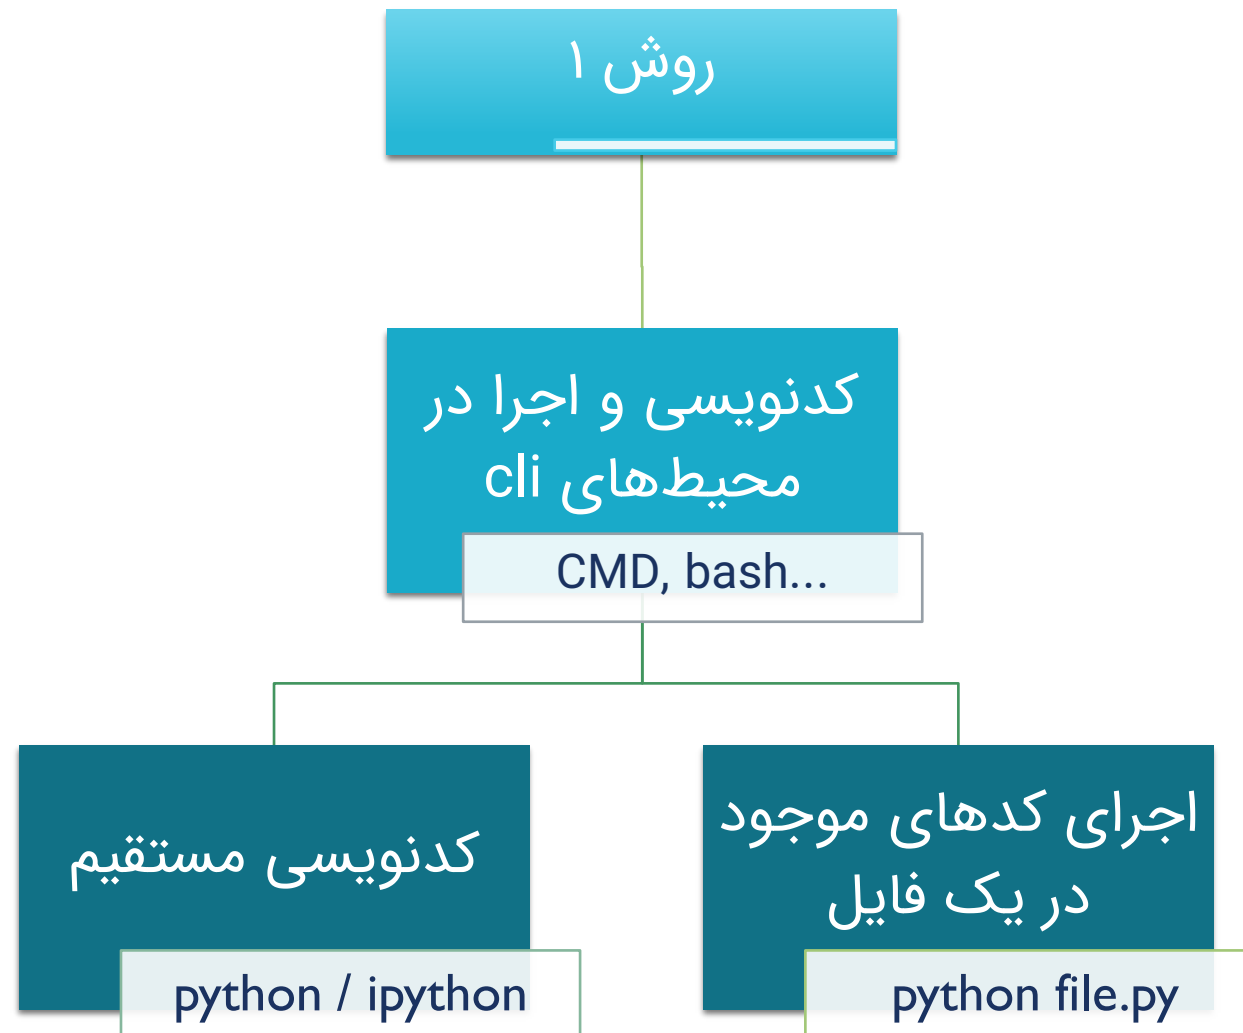 روش ۱
کدنویسی و اجرا در
محیط‌های cli
CMD, bash...
اجرای کدهای موجود
در یک فایل
python file.py
کدنویسی مستقیم
python / ipython